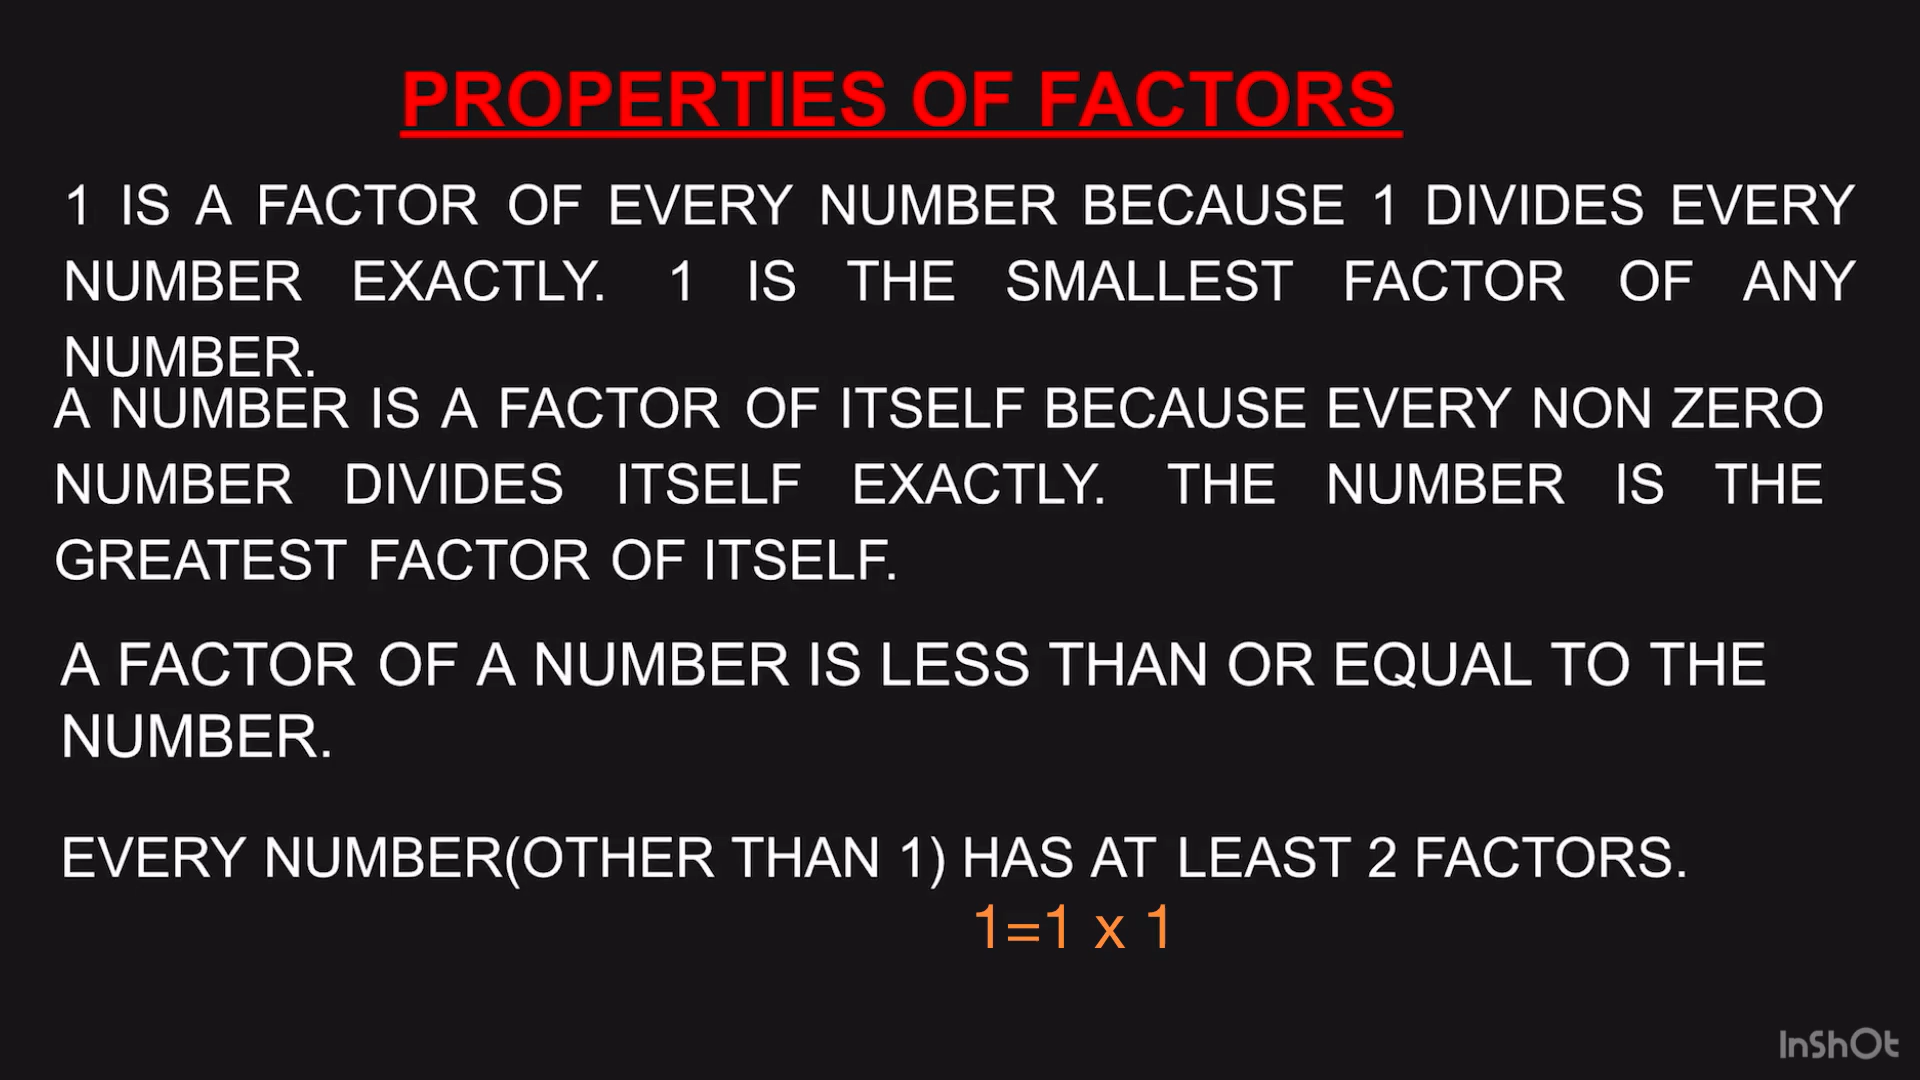 PROPERTIES OF FACTORS
1 IS A FACTOR OF EVERY NUMBER BECAUSE 1 DIVIDES EVERY
NUMBER EXACTLY. 1 IS THE SMALLEST FACTOR OF ANY
NUMBER.
A NUMBER IS A FACTOR OF ITSELF BECAUSE EVERY NON ZERO
NUMBER DIVIDES ITSELF EXACTLY. THE NUMBER IS THE
GREATEST FACTOR OF ITSELF.
A FACTOR OF A NUMBER IS LESS THAN OR EQUAL TO THE
NUMBER.
EVERY NUMBER(OTHER THAN 1) HAS AT LEAST 2 FACTORS.
1=1 x 1
InShOt